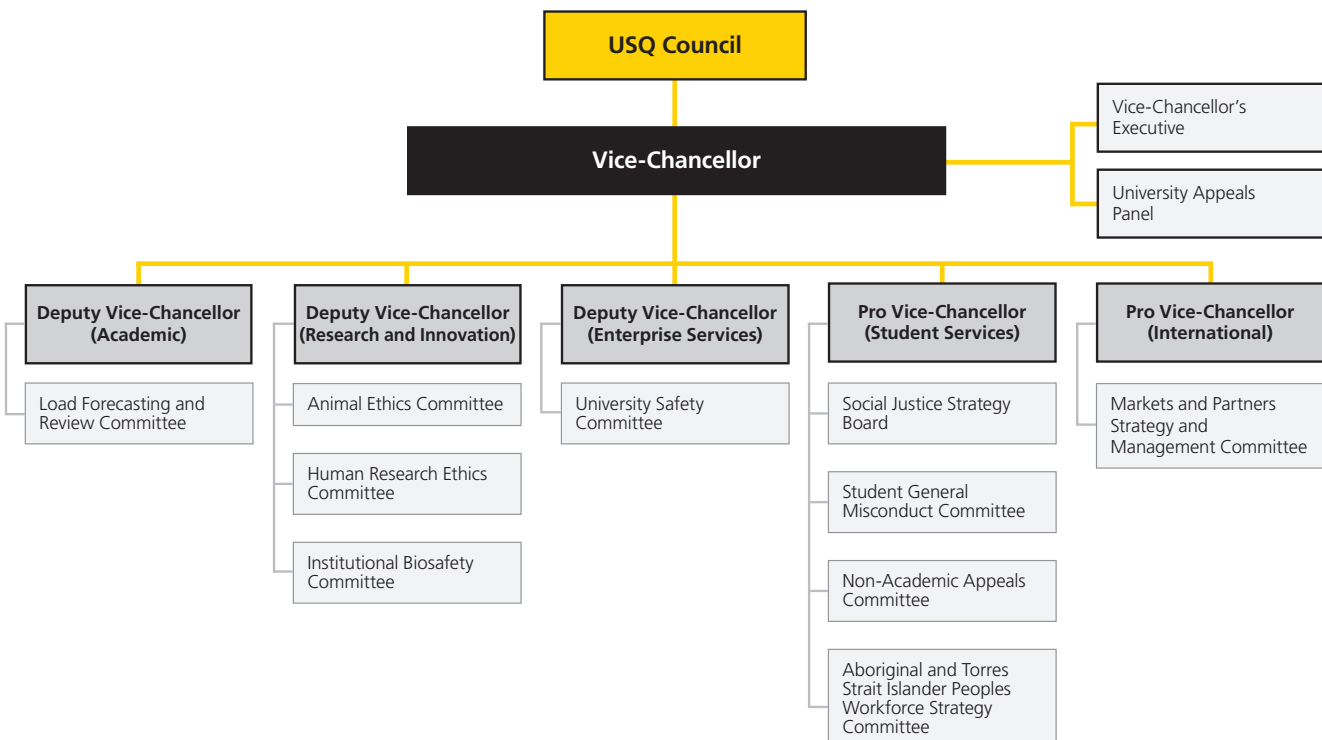 USQ Council
Vice-Chancellor
Vice-Chancellor’s
Executive
University Appeals
Panel
Deputy Vice-Chancellor
(Academic)
Load Forecasting and
Review Committee
Deputy Vice-Chancellor
(Research and Innovation)
Animal Ethics Committee
Human Research Ethics
Committee
Institutional Biosafety
Committee
Deputy Vice-Chancellor
(Enterprise Services)
University Safety
Committee
Pro Vice-Chancellor
(Student Services)
Social Justice Strategy
Board
Student General
Misconduct Committee
Non-Academic Appeals
Committee
Aboriginal and Torres
Strait Islander Peoples
Workforce Strategy
Committee
Pro Vice-Chancellor
(International)
Markets and Partners
Strategy and
Management Committee